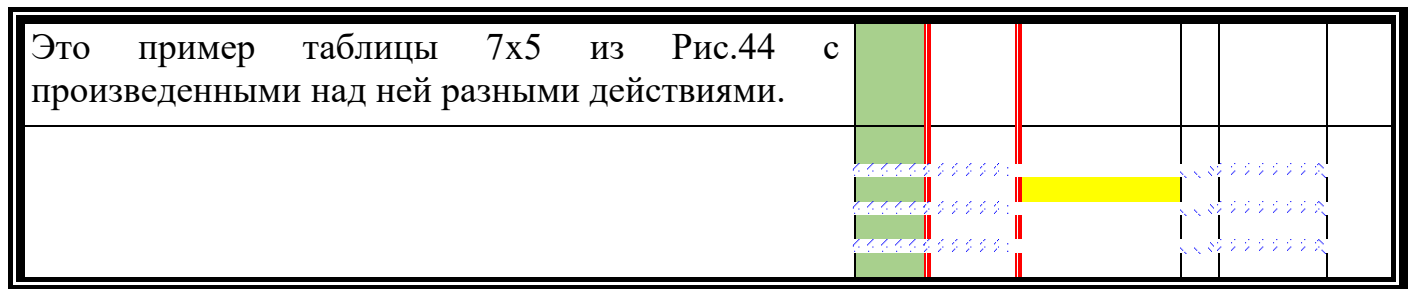 Это пример таблицы 7х5 из Рис.44 с
произведенными над ней разными действиями.